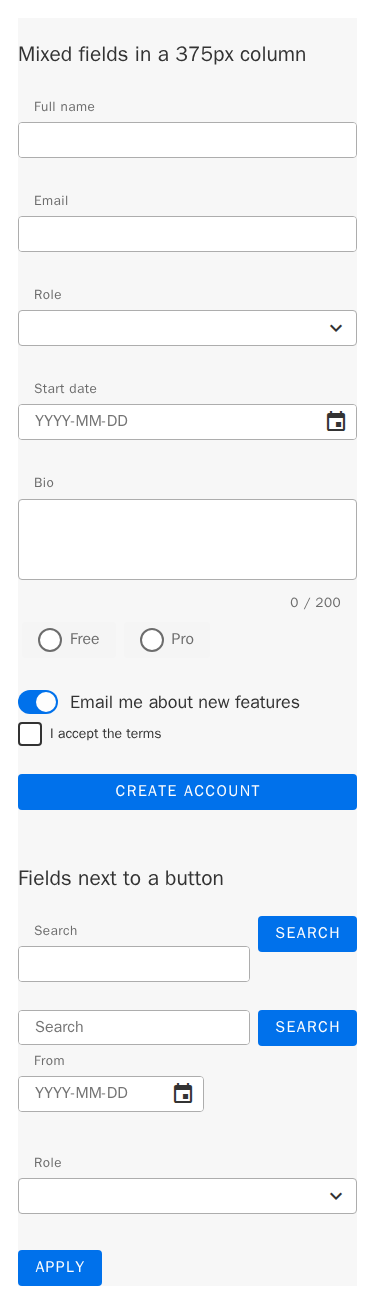 Mixed fields in a 375px column
Full name
Email
Role
Start date
YYYY-MM-DD
Bio
0 / 200
Free Pro
Email me about new features
I accept the terms
CREATE ACCOUNT
Fields next to a button
Search SEARCH
Search SEARCH
From
YYYY-MM-DD
Role
APPLY